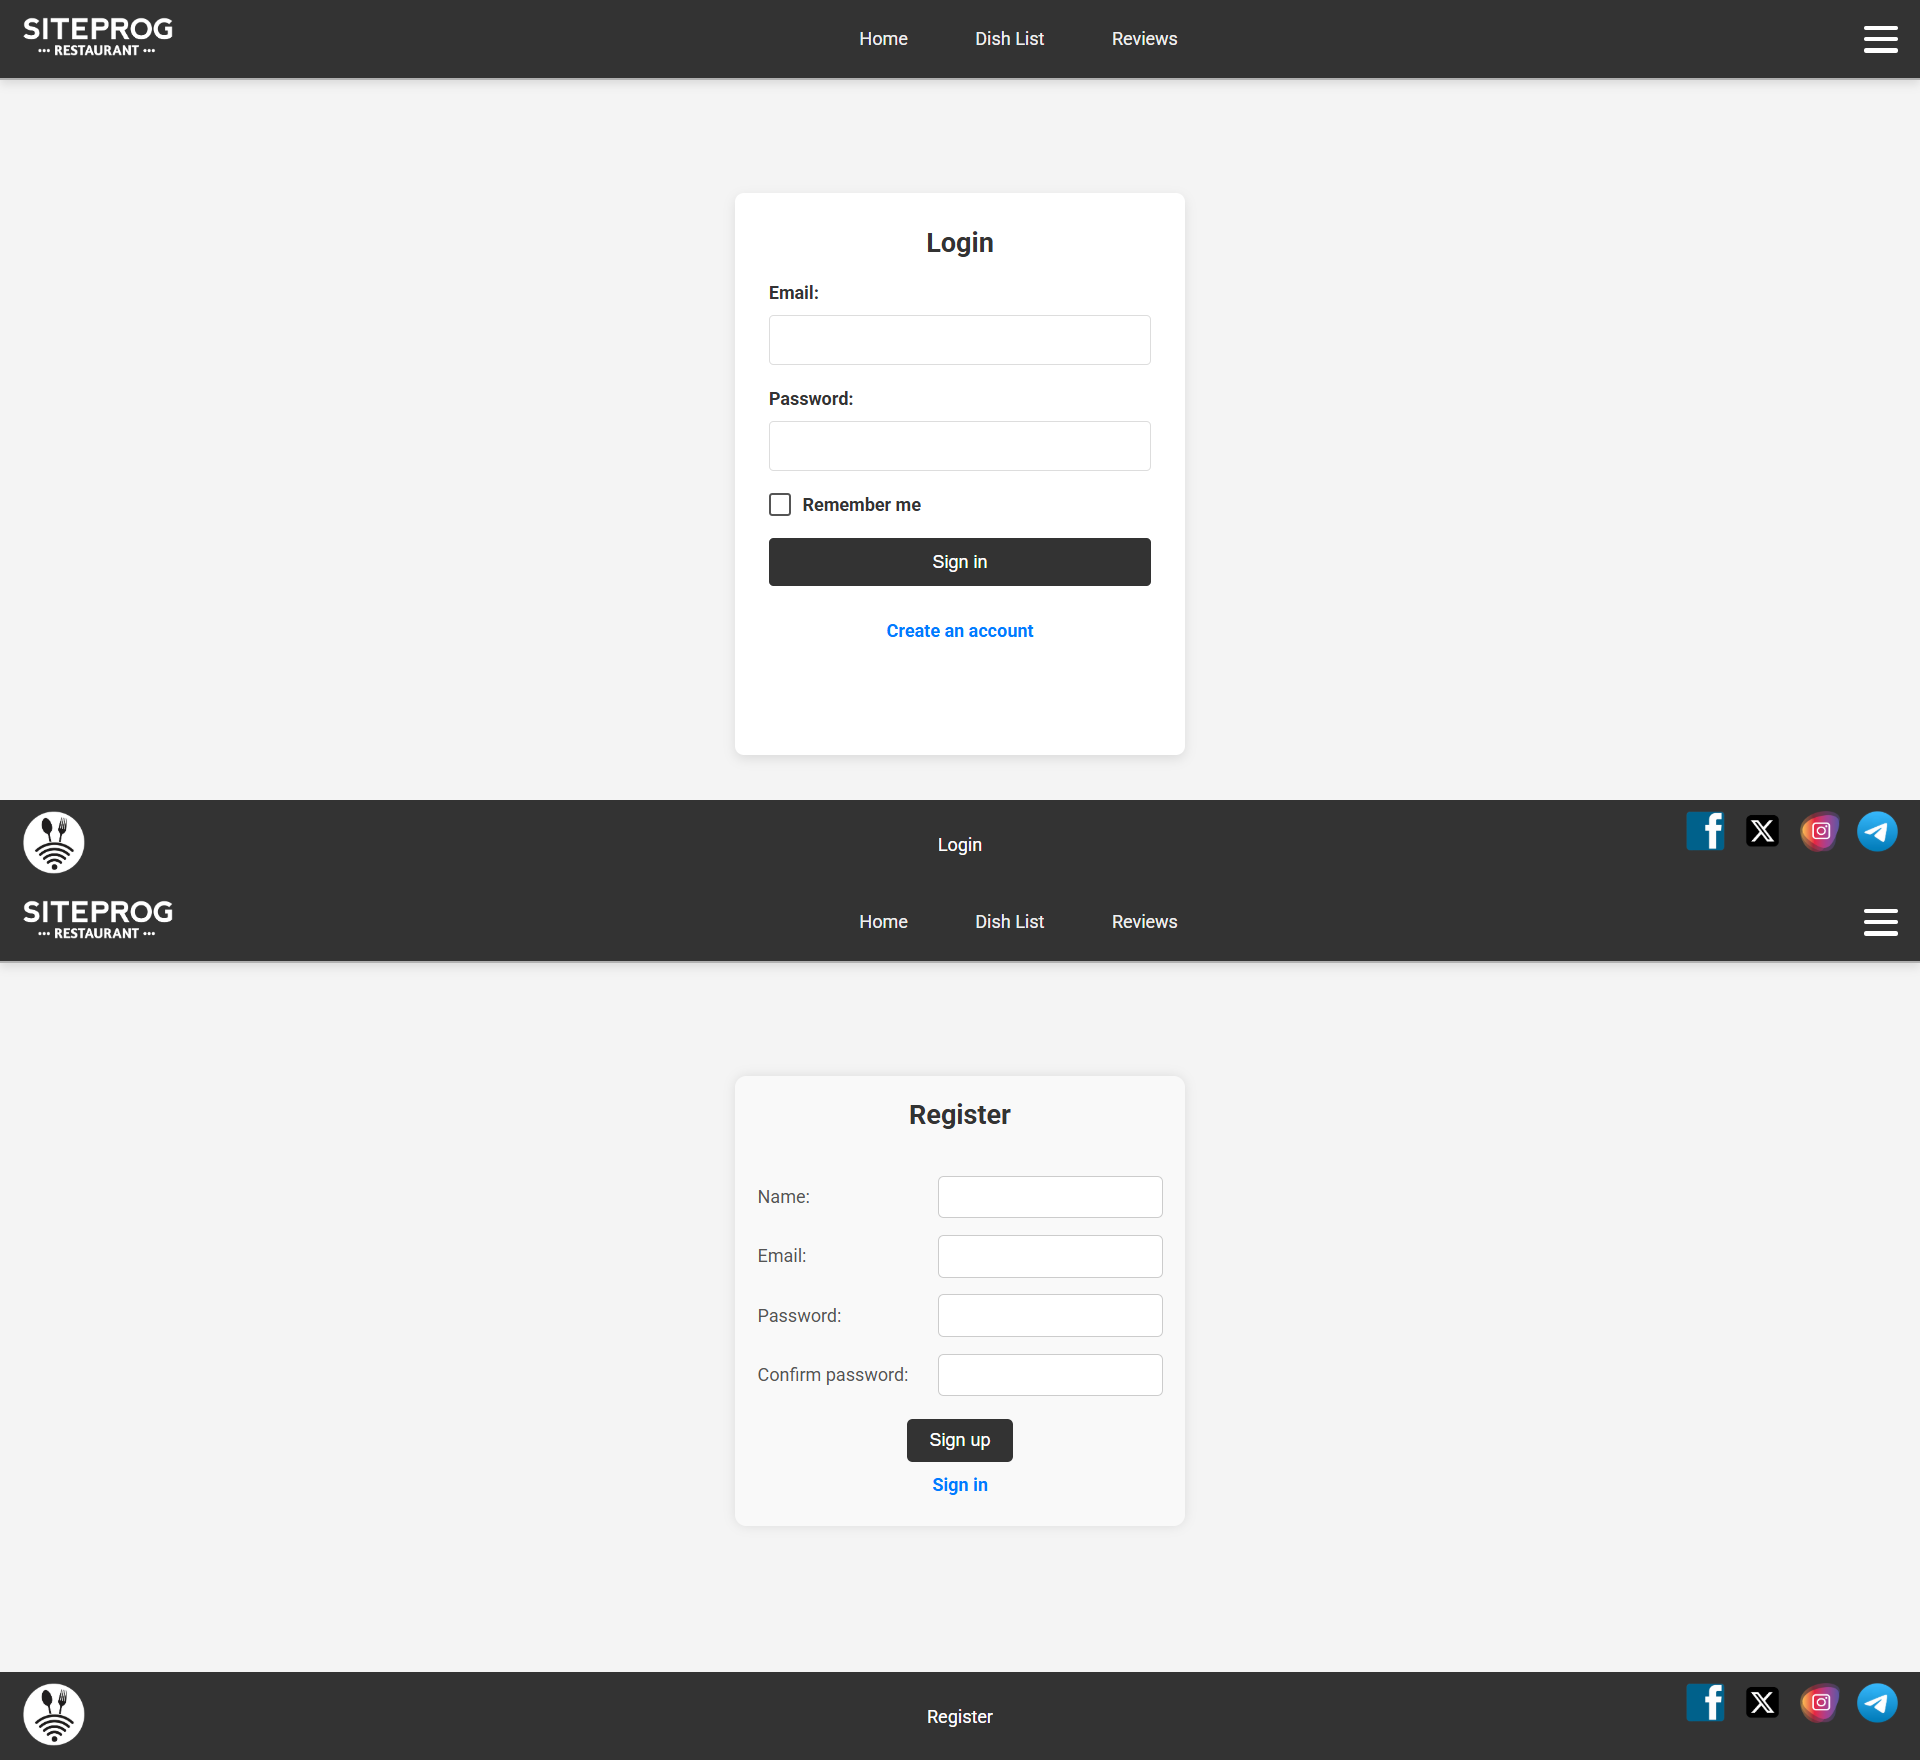 SITEPROG
··· RESTAURANT ···
Home Dish List Reviews
Login
Email:
Password:
Remember me
Sign in
Create an account
Login
SITEPROG
··· RESTAURANT ···
Home Dish List Reviews
Register
Name:
Email:
Password:
Confirm password:
Sign up
Sign in
Register